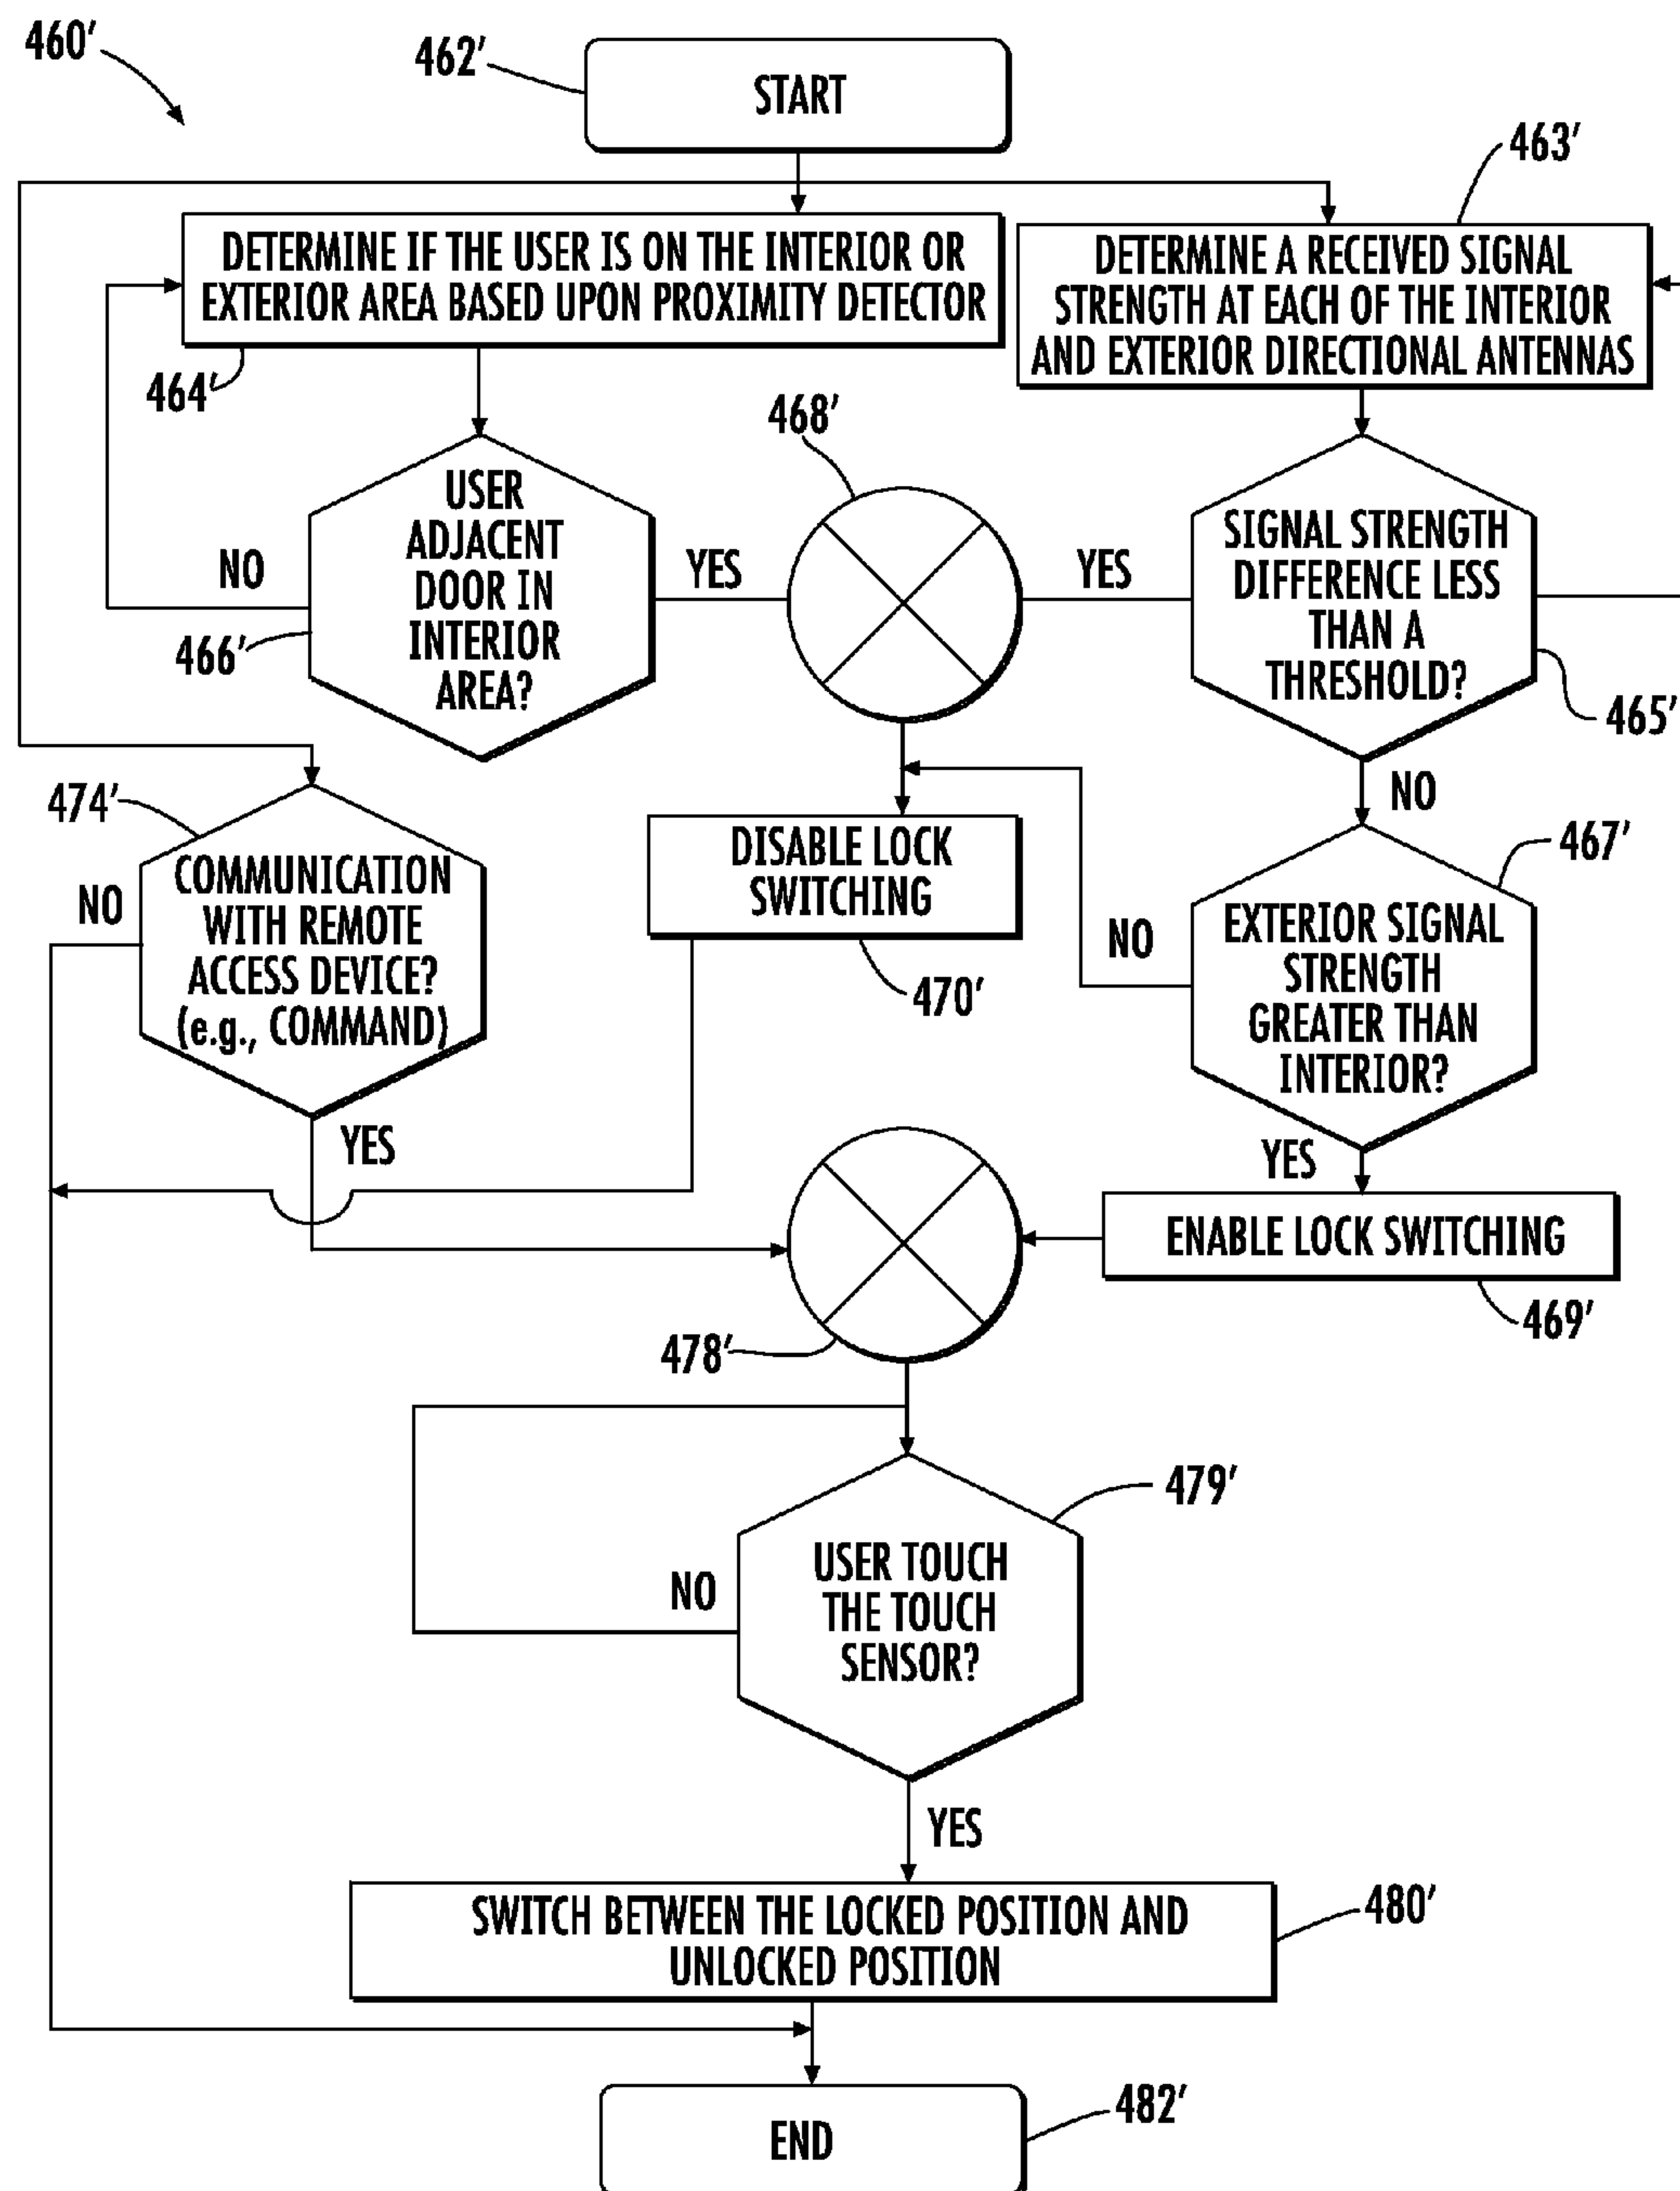 460'
462'
START
463'
DETERMINE IF THE USER IS ON THE INTERIOR OR
EXTERIOR AREA BASED UPON PROXIMITY DETECTOR
DETERMINE A RECEIVED SIGNAL
STRENGTH AT EACH OF THE INTERIOR
AND EXTERIOR DIRECTIONAL ANTENNAS
464'
468'
USER
ADJACENT
DOOR IN
INTERIOR
AREA?
NO
YES
YES
SIGNAL STRENGTH
DIFFERENCE LESS
THAN A
THRESHOLD?
466'
465'
474'
NO
COMMUNICATION
WITH REMOTE
ACCESS DEVICE?
(e.g., COMMAND)
NO
DISABLE LOCK
SWITCHING
467'
EXTERIOR SIGNAL
STRENGTH
GREATER THAN
INTERIOR?
NO
470'
YES
YES
ENABLE LOCK SWITCHING
469'
478'
479'
USER TOUCH
THE TOUCH
SENSOR?
NO
YES
SWITCH BETWEEN THE LOCKED POSITION AND
UNLOCKED POSITION
480'
END
482'